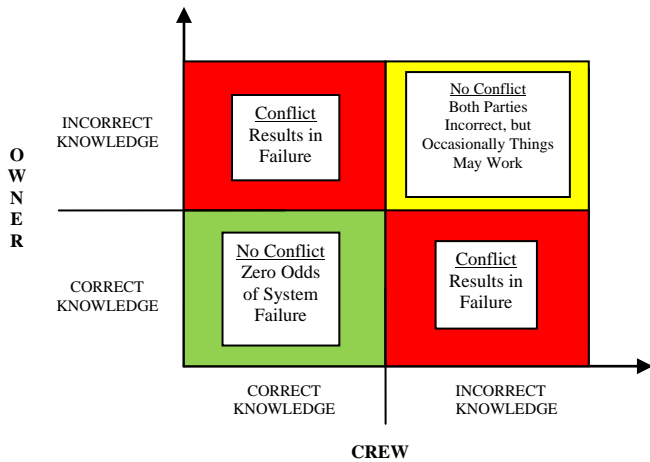 INCORRECT
KNOWLEDGE
Conflict
Results in
Failure
No Conflict
Both Parties
Incorrect, but
Occasionally Things
May Work
O
W
N
E
R
CORRECT
KNOWLEDGE
No Conflict
Zero Odds
of System
Failure
Conflict
Results in
Failure
CORRECT
KNOWLEDGE
INCORRECT
KNOWLEDGE
CREW